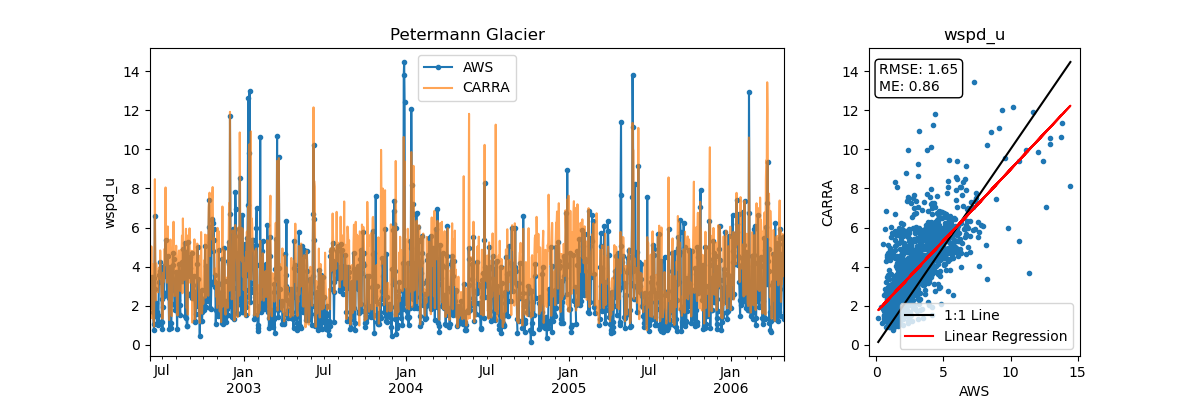 Petermann Glacier
wspd_u
14
12
10
8
6
4
2
0
AWS
CARRA
Jul
Jan
2003
Jul
Jan
2004
Jul
Jan
2005
Jul
Jan
2006
wspd_u
CARRA
14
12
10
8
6
4
2
0
RMSE: 1.65
ME: 0.86
1:1 Line
Linear Regression
0
5
10
15
AWS